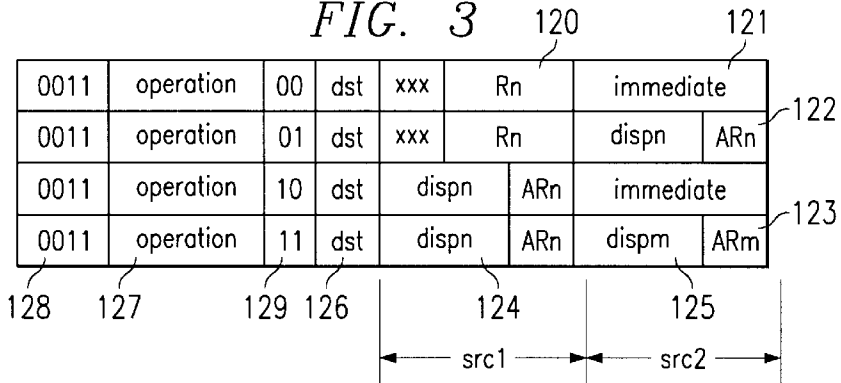 FIG. 3
120 121
0011 operation 00 dst xxx Rn immediate
122
0011 operation 01 dst xxx Rn dispn ARn
0011 operation 10 dst dispn ARn immediate
123
0011 operation 11 dst dispn ARn dispm ARm
128 127 129 126 124 125
src1 src2